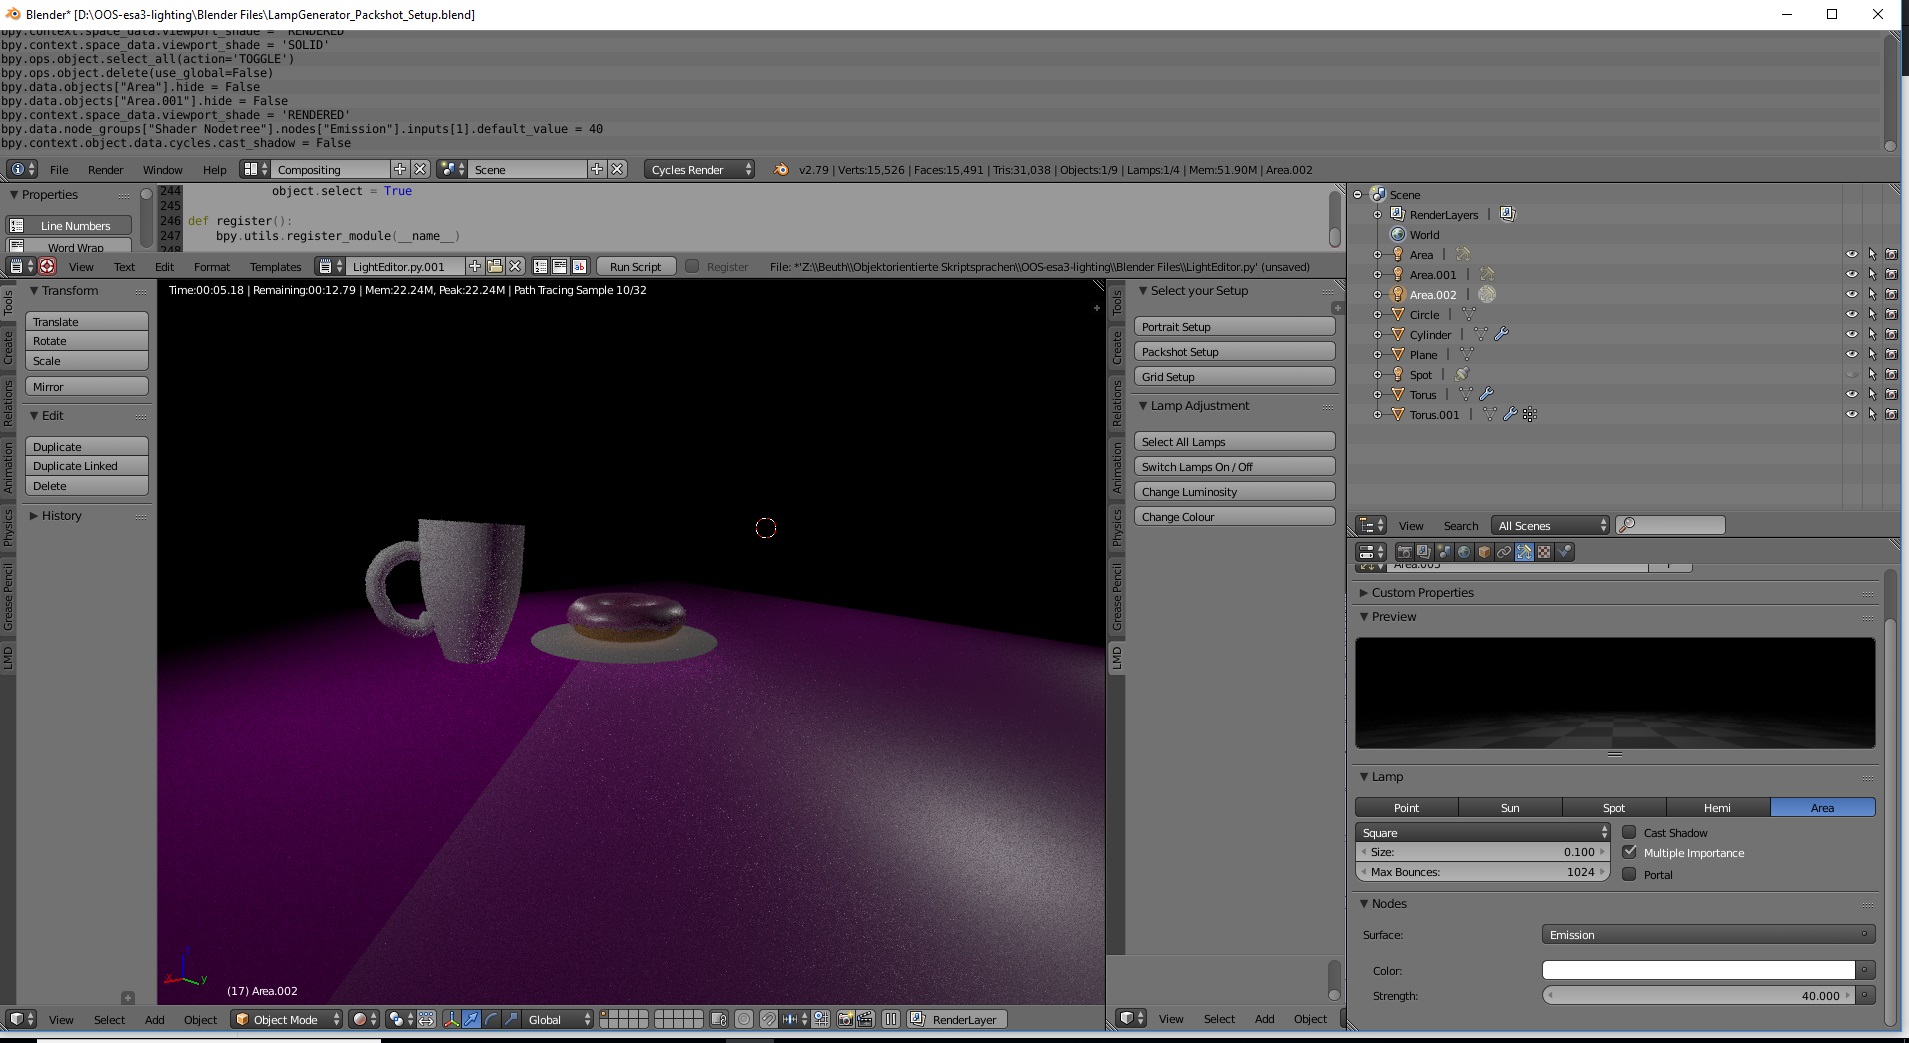 Blender* [D:\OOS-esa3-lighting\Blender Files\LampGenerator_Packshot_Setup.blend]
bpy.context.space_data.viewport_shade = 'RENDERED'
bpy.context.space_data.viewport_shade = 'SOLID'
bpy.ops.object.select_all(action='TOGGLE')
bpy.ops.object.delete(use_global=False)
bpy.data.objects["Area"].hide = False
bpy.data.objects["Area.001"].hide = False
bpy.context.space_data.viewport_shade = 'RENDERED'
bpy.data.node_groups["Shader Nodetree"].nodes["Emission"].inputs[1].default_value = 40
bpy.context.object.data.cycles.cast_shadow = False
File Render Window Help Compositing Scene Cycles Render v2.79 | Verts:15,526 | Faces:15,491 | Tris:31,038 | Objects:1/9 | Lamps:1/4 | Mem:51.90M | Area.002
Properties
Line Numbers
Word Wrap
244 object.select = True
245
246 def register():
247 bpy.utils.register_module(__name__)
248
View Text Edit Format Templates LightEditor.py.001 Run Script Register File: *'Z:\\Beuth\\Objektorientierte Skriptsprachen\\OOS-esa3-lighting\\Blender Files\\LightEditor.py' (unsaved)
Tools
Create
Relations
Animation
Physics
Grease Pencil
LMD
Transform
Translate
Rotate
Scale
Mirror
Edit
Duplicate
Duplicate Linked
Delete
History
Time:00:05.18 | Remaining:00:12.79 | Mem:22.24M, Peak:22.24M | Path Tracing Sample 10/32
x
y
(17) Area.002
View Select Add Object Object Mode Global RenderLayer
Tools
Create
Relations
Animation
Physics
Grease Pencil
LMD
Select your Setup
Portrait Setup
Packshot Setup
Grid Setup
Lamp Adjustment
Select All Lamps
Switch Lamps On / Off
Change Luminosity
Change Colour
View Select Add Object
Scene
RenderLayers |
World
Area |
Area.001 |
Area.002 |
Circle |
Cylinder |
Plane |
Spot |
Torus |
Torus.001 |
View Search All Scenes
Custom Properties
Preview
Lamp
Point Sun Spot Hemi Area
Square
Size: 0.100
Max Bounces: 1024
Cast Shadow
Multiple Importance
Portal
Nodes
Surface: Emission
Color:
Strength: 40.000